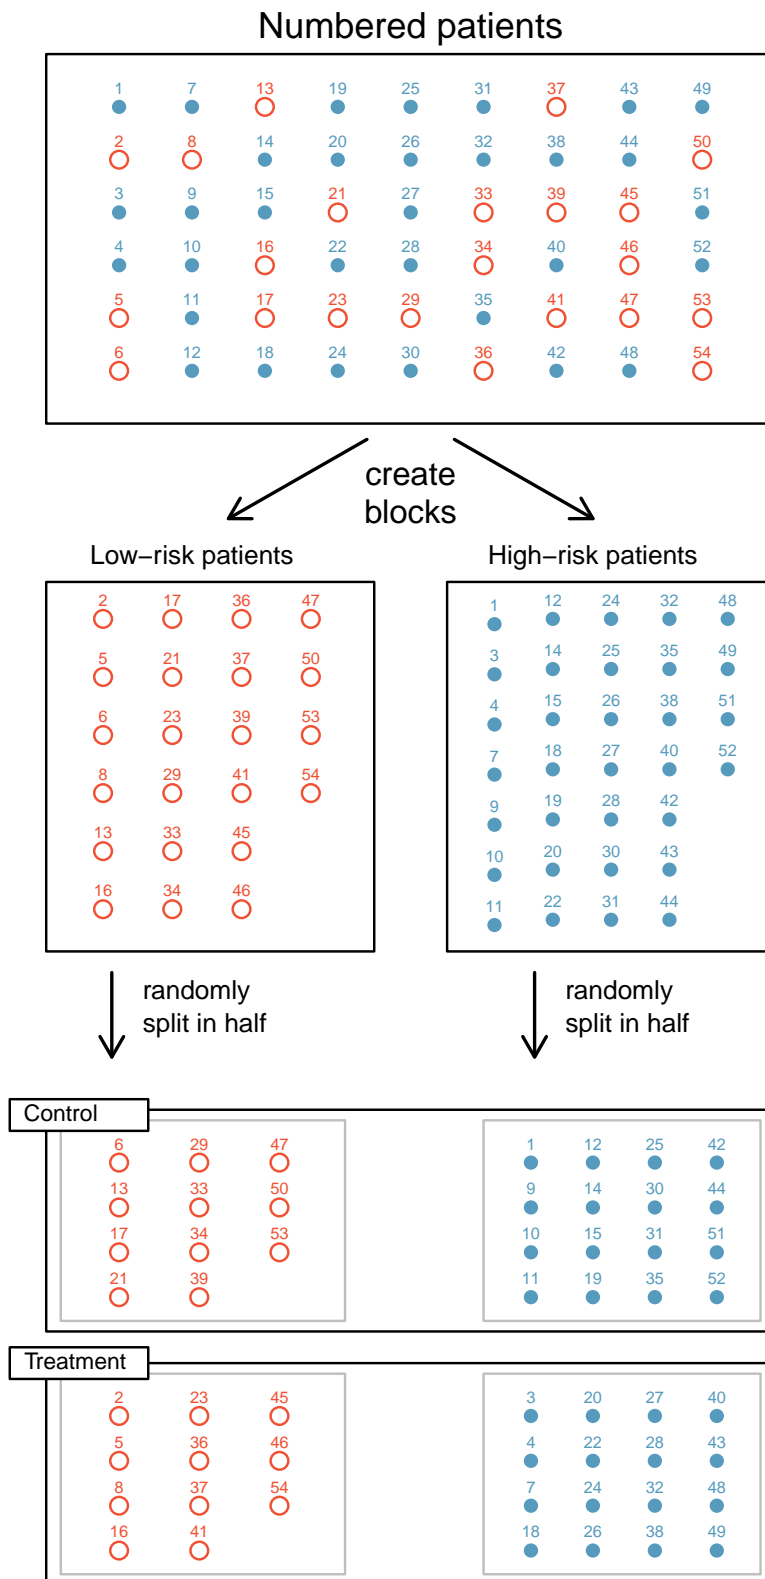 Numbered patients
1 7 13 19 25 31 37 43 49
2 8 14 20 26 32 38 44 50
3 9 15 21 27 33 39 45 51
4 10 16 22 28 34 40 46 52
5 11 17 23 29 35 41 47 53
6 12 18 24 30 36 42 48 54
create
blocks
Low−risk patients
2 17 36 47
5 21 37 50
6 23 39 53
8 29 41 54
13 33 45
16 34 46
High−risk patients
1 12 24 32 48
3 14 25 35 49
4 15 26 38 51
7 18 27 40 52
9 19 28 42
10 20 30 43
11 22 31 44
randomly
split in half
randomly
split in half
Control
6 29 47
13 33 50
17 34 53
21 39
1 12 25 42
9 14 30 44
10 15 31 51
11 19 35 52
Treatment
2 23 45
5 36 46
8 37 54
16 41
3 20 27 40
4 22 28 43
7 24 32 48
18 26 38 49